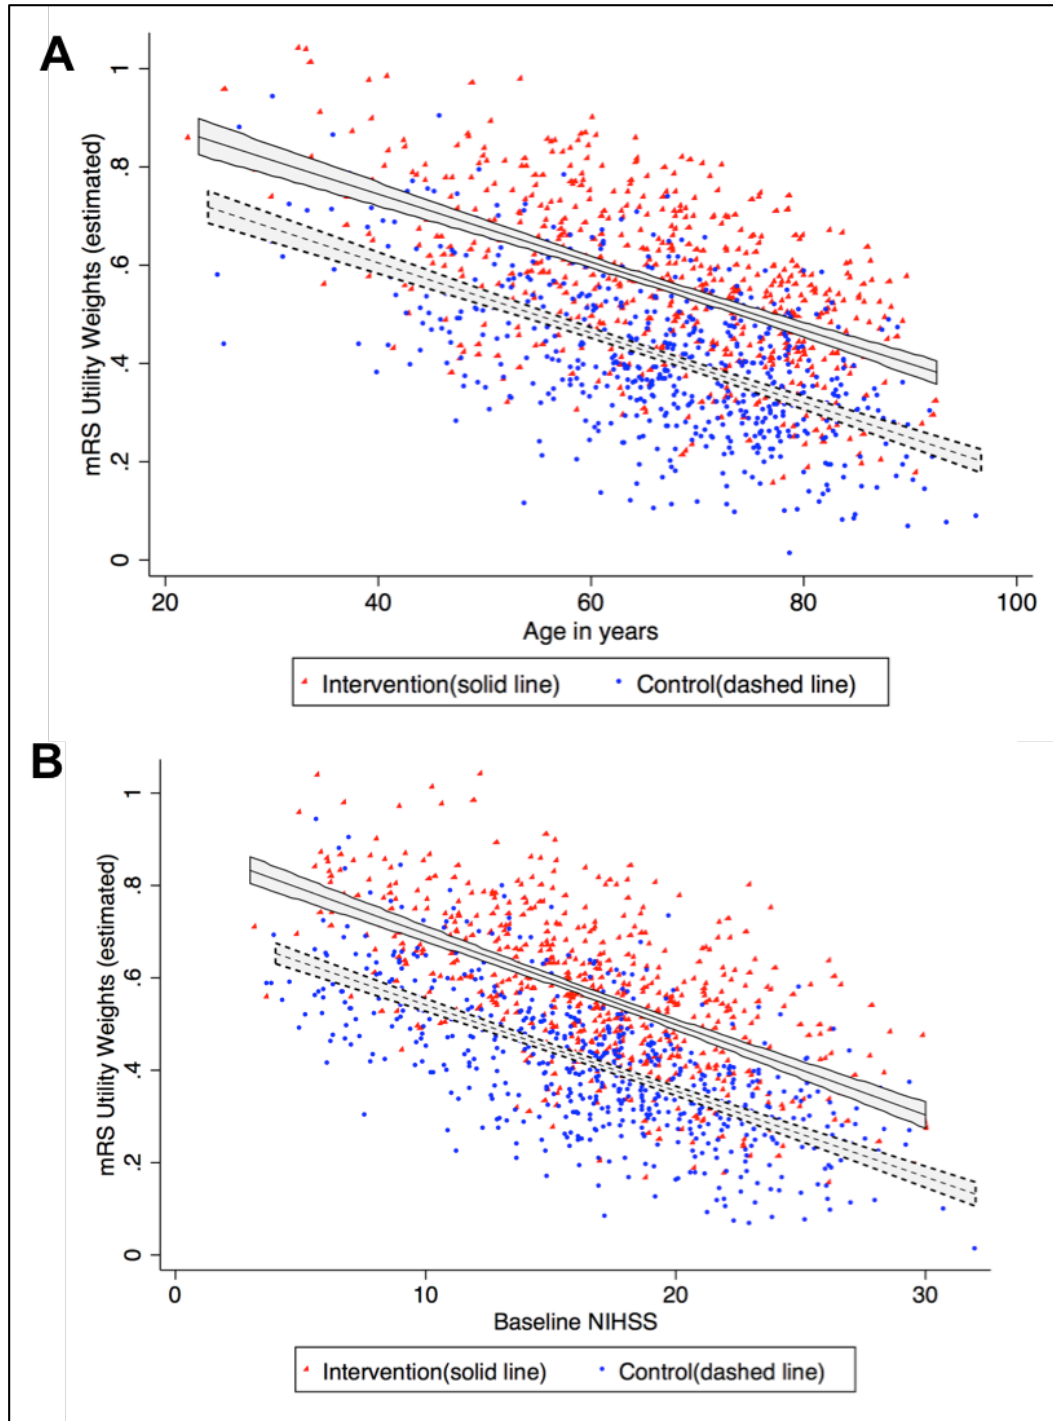 A
mRS Utility Weights (estimated)
1
.8
.6
.4
.2
0
20 40 60 80 100
Age in years
Intervention(solid line) Control(dashed line)
B
mRS Utility Weights (estimated)
1
.8
.6
.4
.2
0
0 10 20 30
Baseline NIHSS
Intervention(solid line) Control(dashed line)